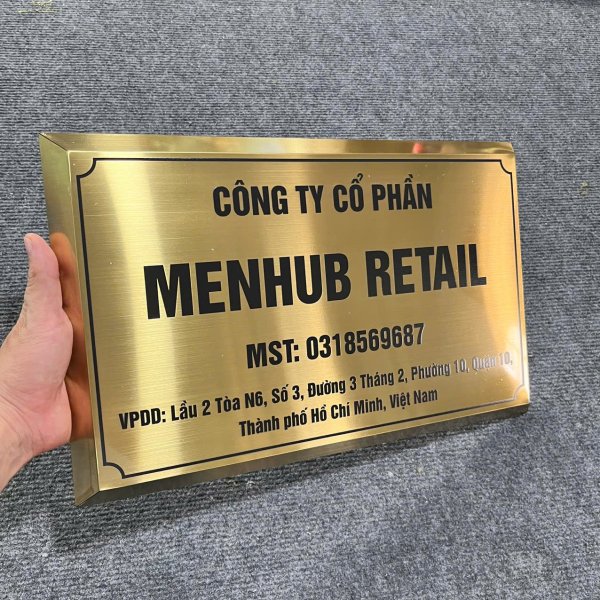 CÔNG TY CỔ PHẦN
MENHUB RETAIL
MST: 0318569687
VPDD: Lầu 2 Tòa N6, Số 3, Đường 3 Tháng 2, Phường 10, Quận 10,
Thành phố Hồ Chí Minh, Việt Nam